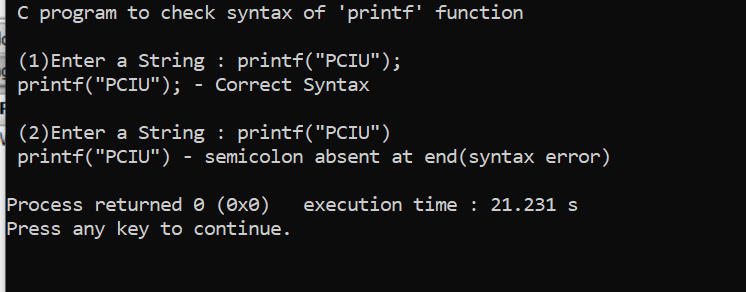 C program to check syntax of 'printf' function
(1)Enter a String : printf("PCIU");
printf("PCIU"); - Correct Syntax
(2)Enter a String : printf("PCIU")
printf("PCIU") - semicolon absent at end(syntax error)
Process returned 0 (0x0)   execution time : 21.231 s
Press any key to continue.